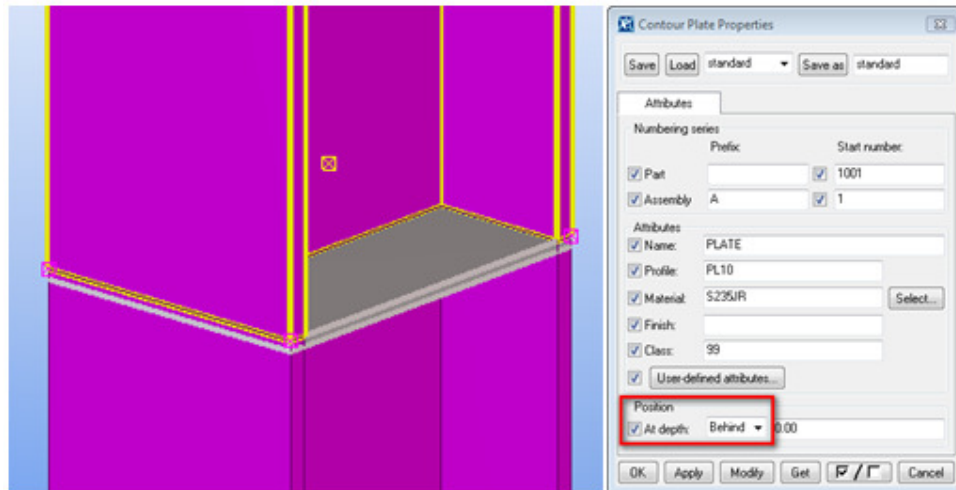 Contour Plate Properties
Save Load standard Save as standard
Attributes
Numbering series
Prefix: Start number:
Part 1001
Assembly A 1
Attributes
Name: PLATE
Profile: PL10
Material: S235JR Select...
Finish:
Class: 99
User-defined attributes...
Position
At depth: Behind 0.00
OK Apply Modify Get / Cancel